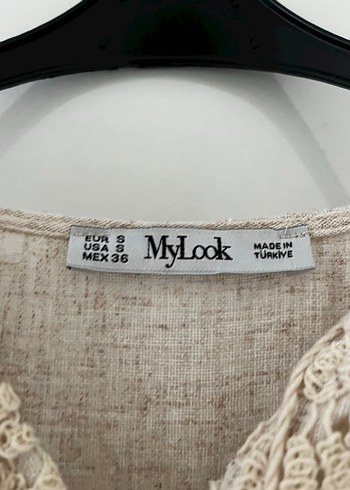 EUR S
USA S
MEX 36
MyLook
MADE IN
TÜRKİYE